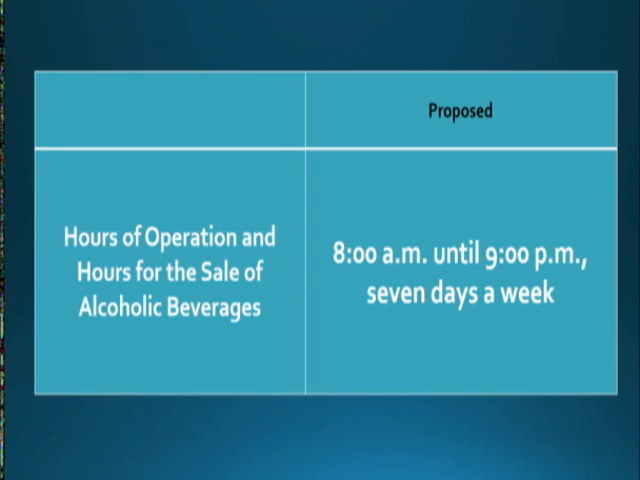 Proposed
Hours of Operation and
Hours for the Sale of
Alcoholic Beverages
8:00 a.m. until 9:00 p.m.,
seven days a week